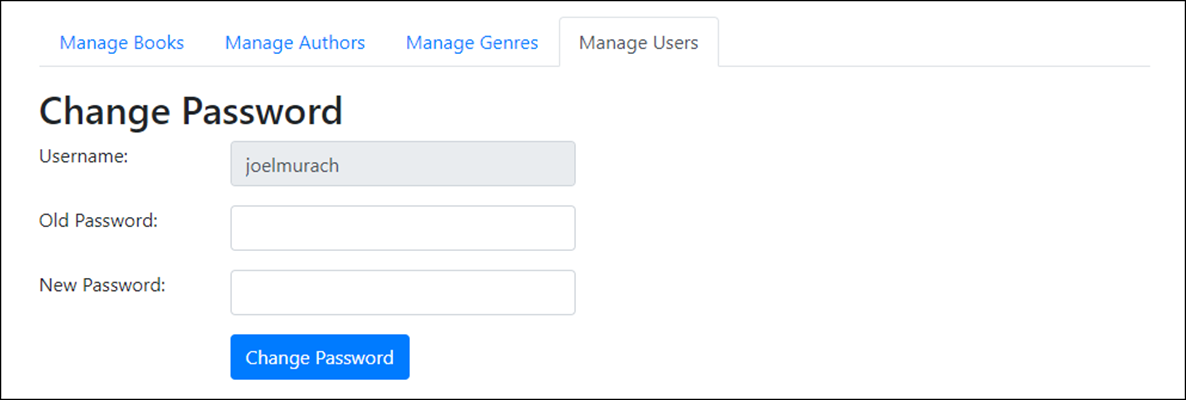 Manage Books Manage Authors Manage Genres Manage Users
Change Password
Username: joelmurach
Old Password:
New Password:
Change Password